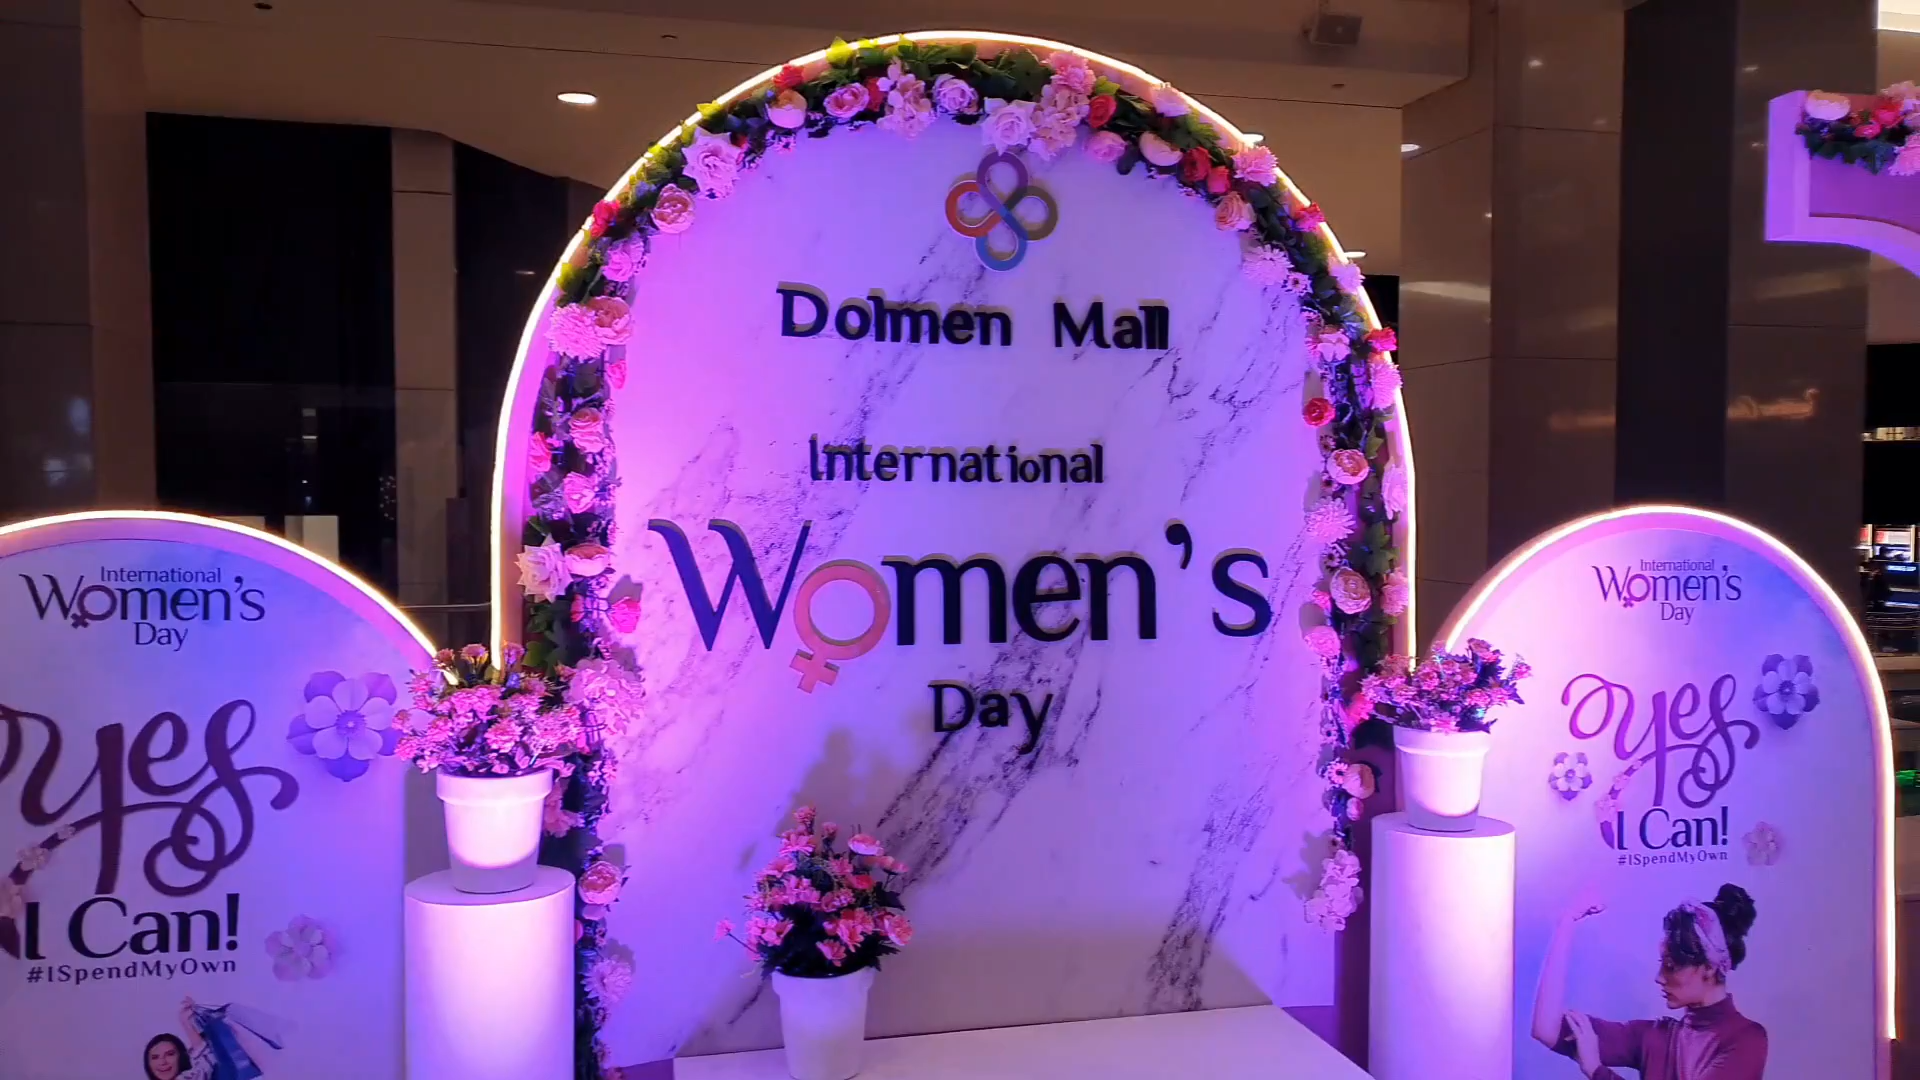 Dolmen Mall
International
Women's
Day
International
Women's
Day
yes
I Can!
#ISpendMyOwn
International
Women's
Day
yes
I Can!
#ISpendMyOwn